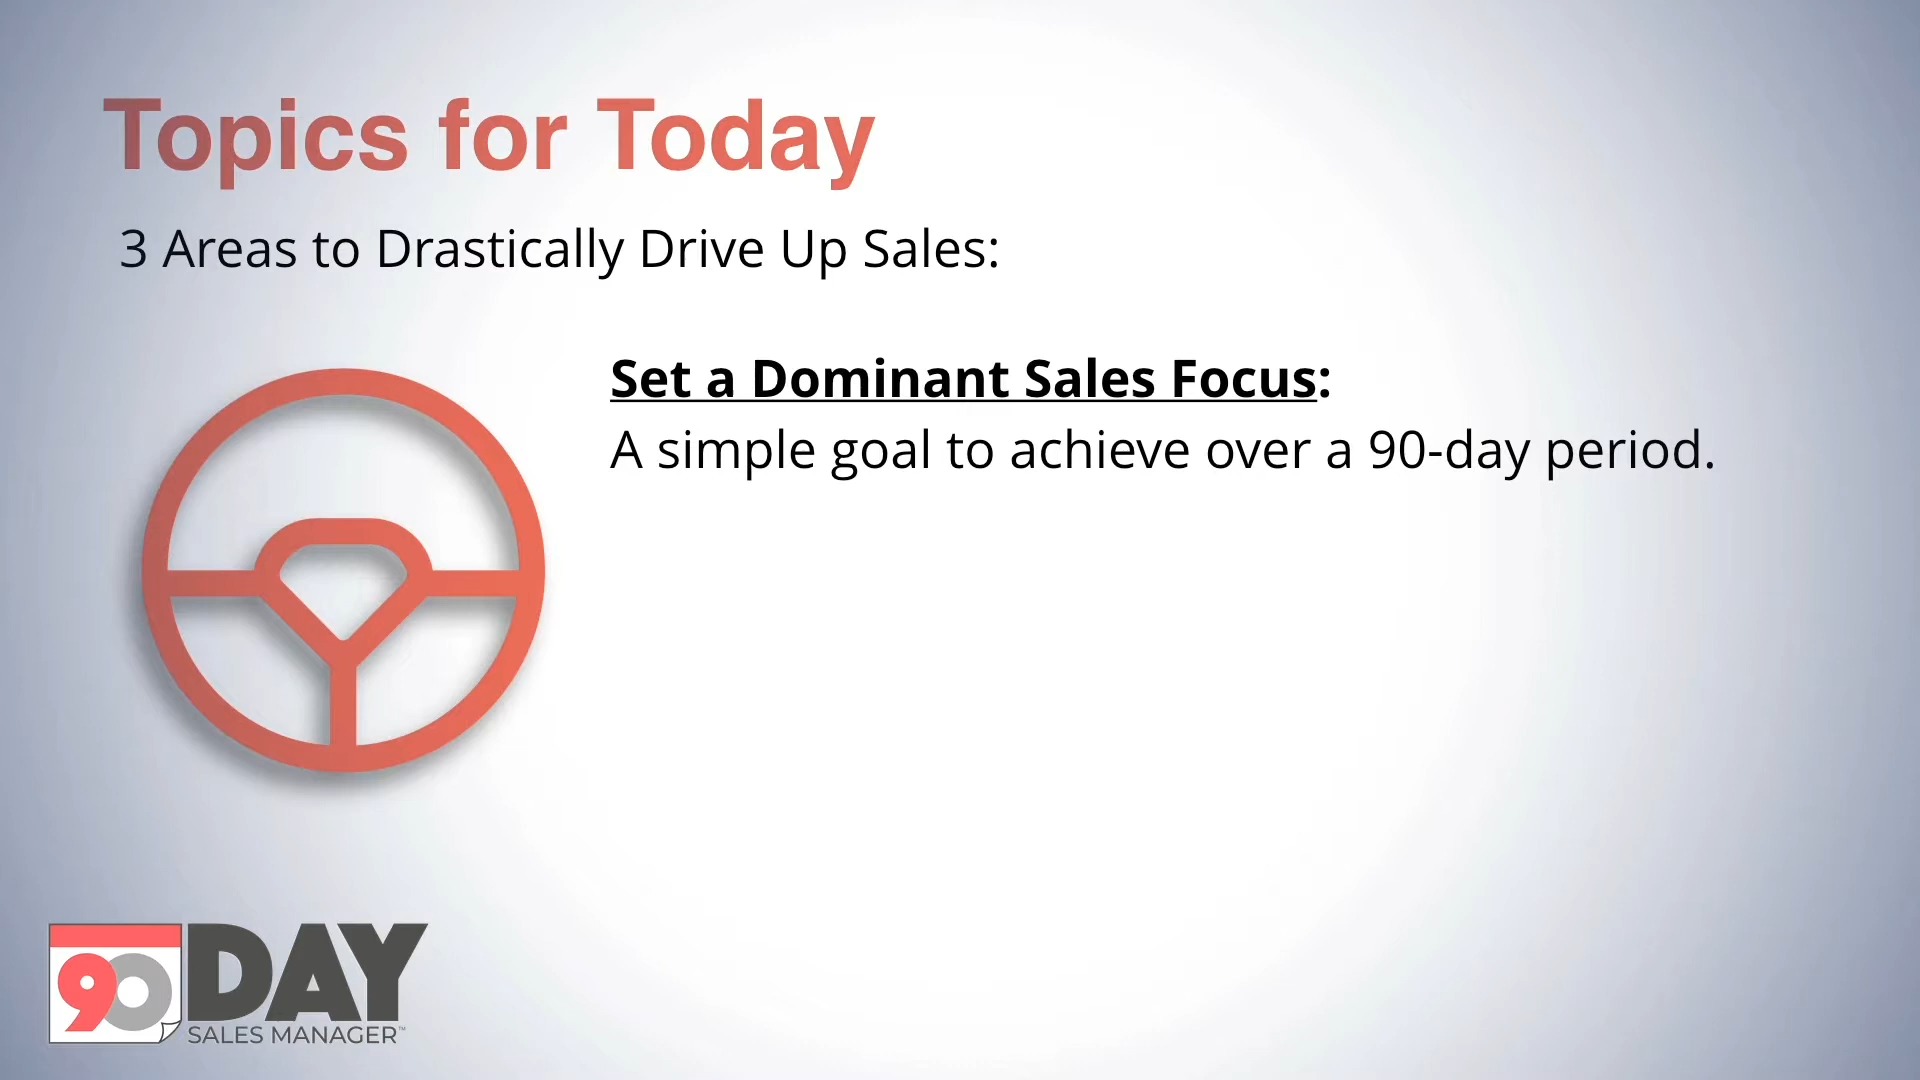 Topics for Today
3 Areas to Drastically Drive Up Sales:
Set a Dominant Sales Focus:
A simple goal to achieve over a 90-day period.
90 DAY
SALES MANAGER™